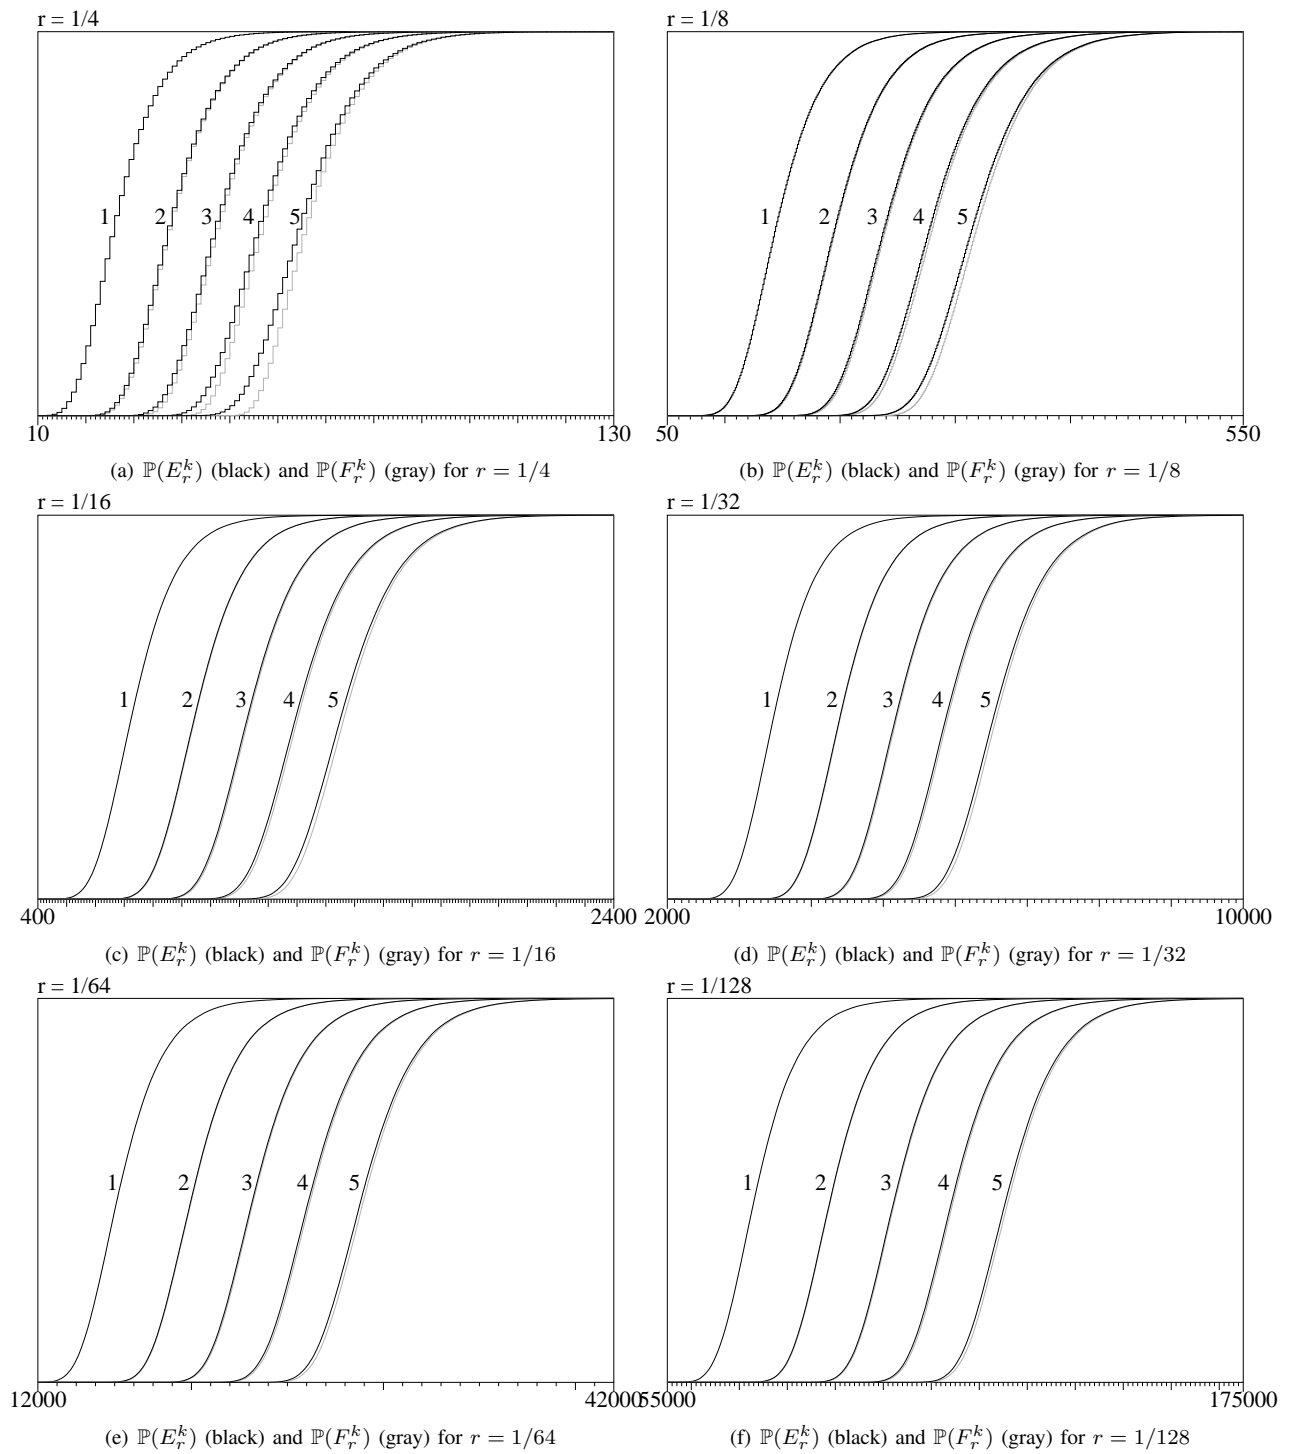 r = 1/4
1 2 3 4 5
10 130
(a) ℙ(E_r^k) (black) and ℙ(F_r^k) (gray) for r = 1/4
r = 1/8
1 2 3 4 5
50 550
(b) ℙ(E_r^k) (black) and ℙ(F_r^k) (gray) for r = 1/8
r = 1/16
1 2 3 4 5
400 2400
(c) ℙ(E_r^k) (black) and ℙ(F_r^k) (gray) for r = 1/16
r = 1/32
1 2 3 4 5
2000 10000
(d) ℙ(E_r^k) (black) and ℙ(F_r^k) (gray) for r = 1/32
r = 1/64
1 2 3 4 5
12000 42000
(e) ℙ(E_r^k) (black) and ℙ(F_r^k) (gray) for r = 1/64
r = 1/128
1 2 3 4 5
55000 175000
(f) ℙ(E_r^k) (black) and ℙ(F_r^k) (gray) for r = 1/128